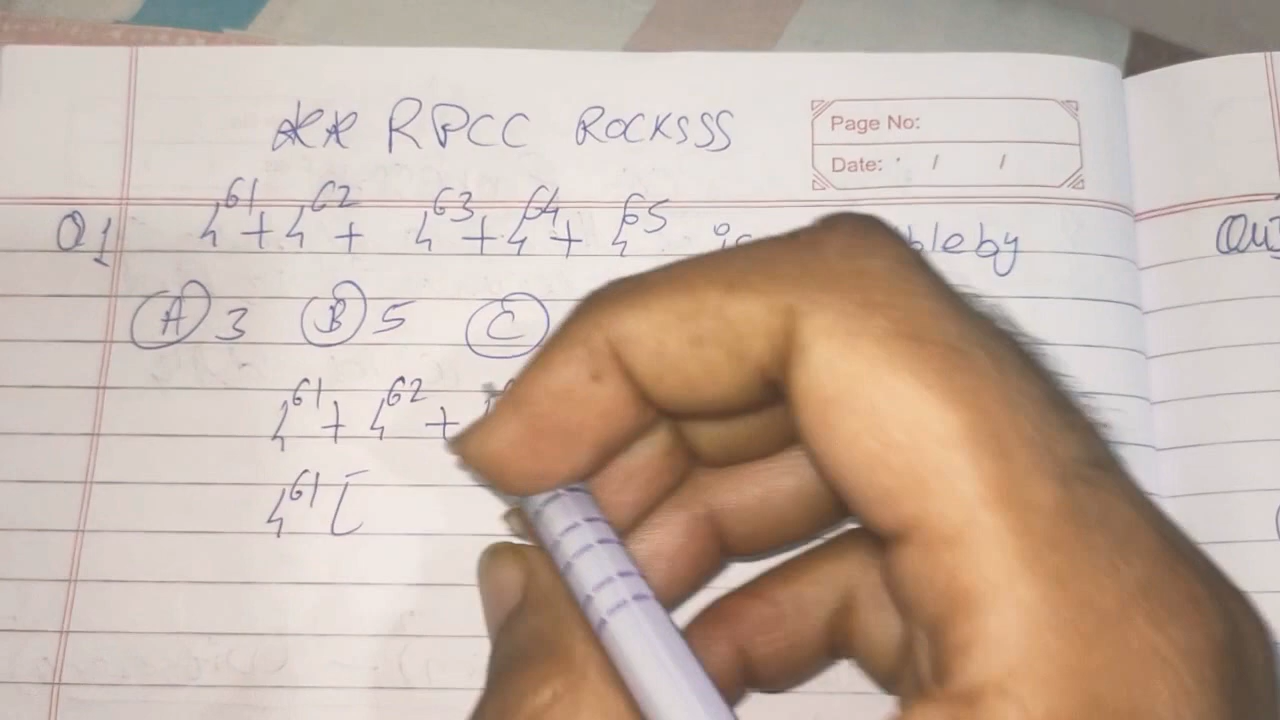 RPCC ROCKSSS
Page No:
Date: / /
Q1 4^61 + 4^62 + 4^63 + 4^64 + 4^65 is by
(A) 3 (B) 5 (C)
4^61 + 4^62 +
4^61 [